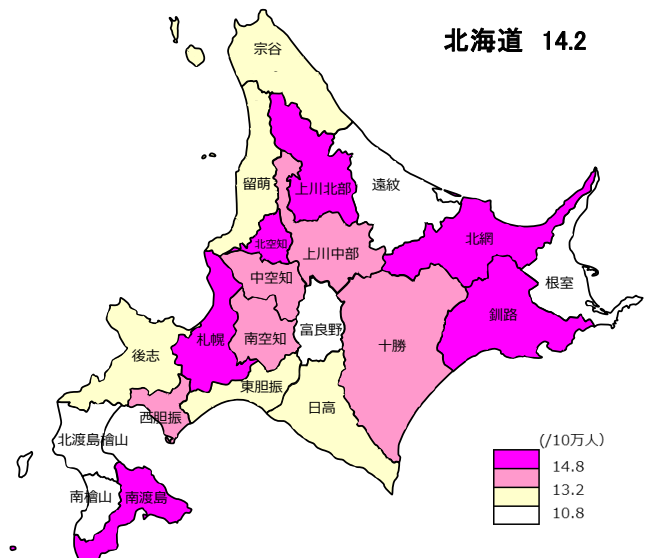 北海道 14.2
宗谷
留萌
上川北部
遠紋
北空知
上川中部
北網
中空知
根室
釧路
札幌
南空知
富良野
十勝
後志
東胆振
日高
西胆振
北渡島檜山
南檜山
南渡島
(/10万人)
14.8
13.2
10.8